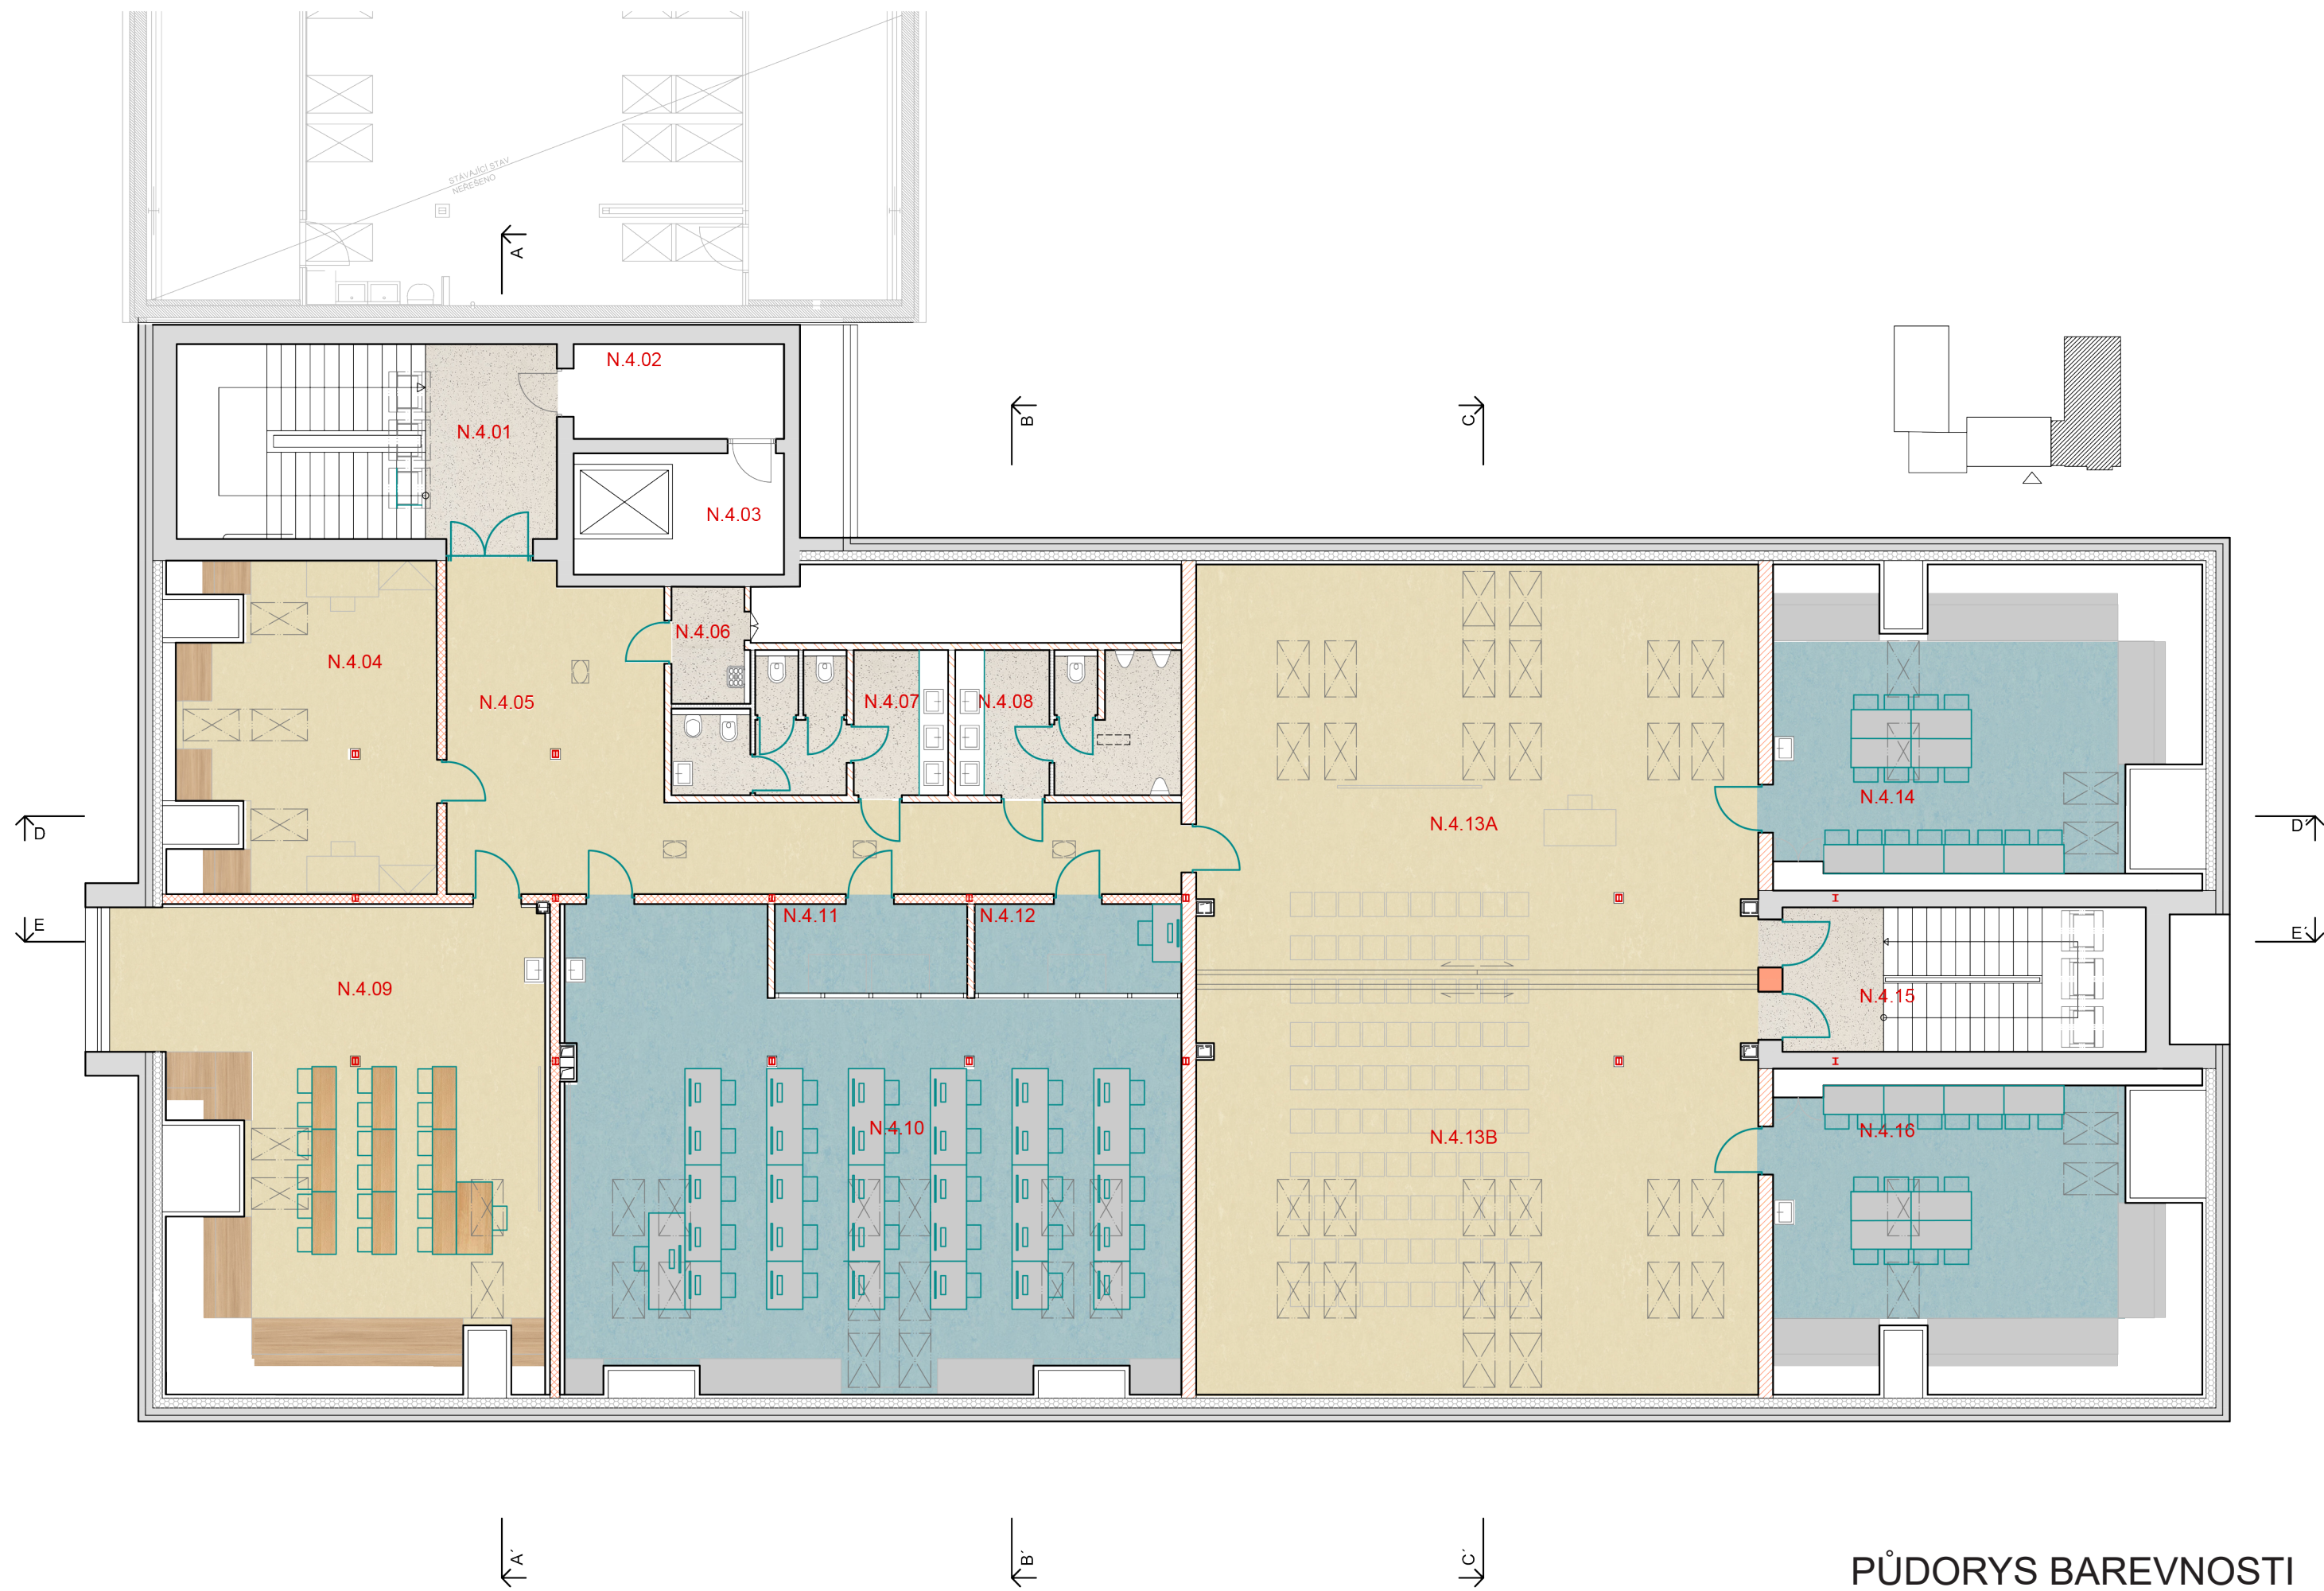 STÁVAJÍCÍ STAV
NEŘEŠENO
A
N.4.02
N.4.01
B
C
N.4.03
N.4.06
N.4.04
N.4.05
N.4.07
N.4.08
N.4.14
N.4.13A
D
D´
N.4.11
N.4.12
E
E´
N.4.09
N.4.15
N.4.10
N.4.13B
N.4.16
A´
B´
C´
PŮDORYS BAREVNOSTI